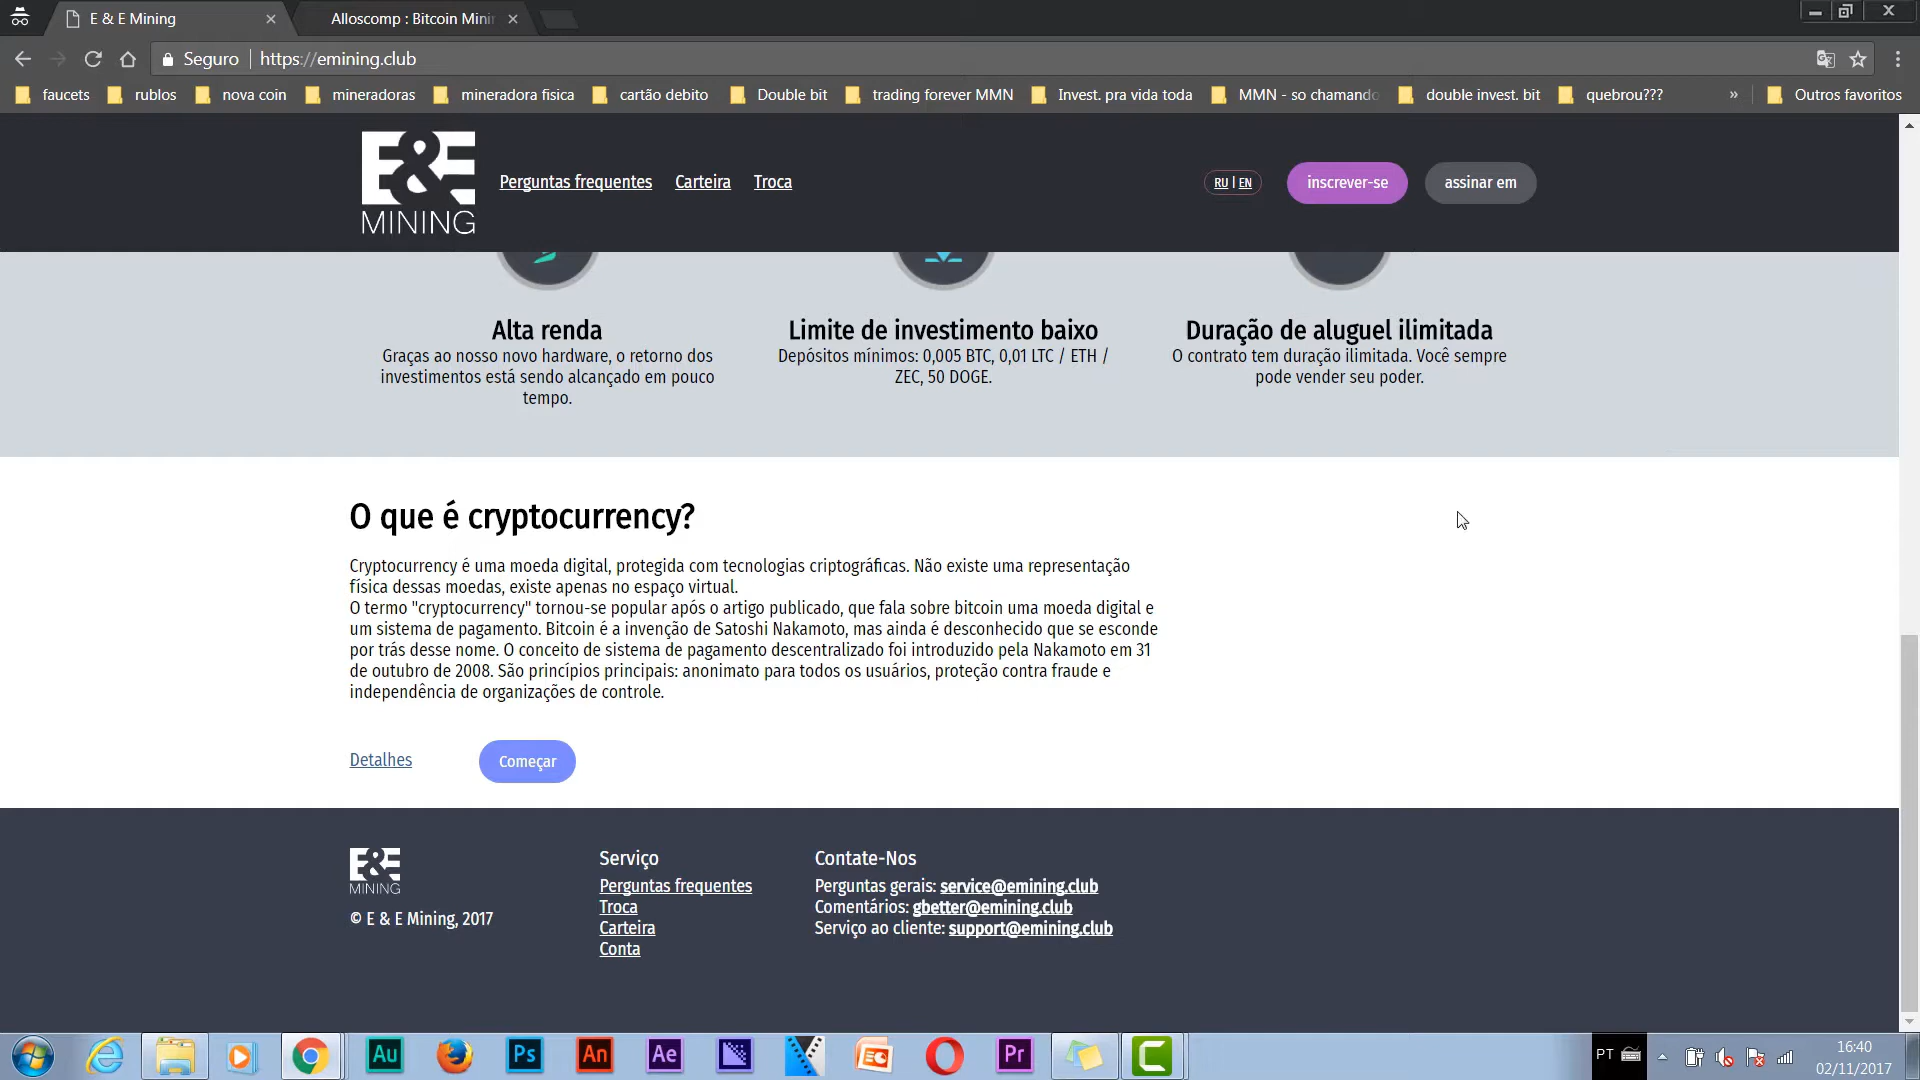 E & E Mining
Alloscomp : Bitcoin Mini
Seguro
https://emining.club
faucets
rublos
nova coin
mineradoras
mineradora fisica
cartão debito
Double bit
trading forever MMN
Invest. pra vida toda
MMN - so chamando
double invest. bit
quebrou???
»
Outros favoritos
E&E
MINING
Perguntas frequentes
Carteira
Troca
RU | EN
inscrever-se
assinar em
Alta renda
Graças ao nosso novo hardware, o retorno dos
investimentos está sendo alcançado em pouco
tempo.
Limite de investimento baixo
Depósitos mínimos: 0,005 BTC, 0,01 LTC / ETH /
ZEC, 50 DOGE.
Duração de aluguel ilimitada
O contrato tem duração ilimitada. Você sempre
pode vender seu poder.
O que é cryptocurrency?
Cryptocurrency é uma moeda digital, protegida com tecnologias criptográficas. Não existe uma representação
física dessas moedas, existe apenas no espaço virtual.
O termo "cryptocurrency" tornou-se popular após o artigo publicado, que fala sobre bitcoin uma moeda digital e
um sistema de pagamento. Bitcoin é a invenção de Satoshi Nakamoto, mas ainda é desconhecido que se esconde
por trás desse nome. O conceito de sistema de pagamento descentralizado foi introduzido pela Nakamoto em 31
de outubro de 2008. São princípios principais: anonimato para todos os usuários, proteção contra fraude e
independência de organizações de controle.
Detalhes
Começar
E&E
MINING
© E & E Mining, 2017
Serviço
Perguntas frequentes
Troca
Carteira
Conta
Contate-Nos
Perguntas gerais: service@emining.club
Comentários: gbetter@emining.club
Serviço ao cliente: support@emining.club
Au
Ps
An
Ae
Pr
PT
16:40
02/11/2017